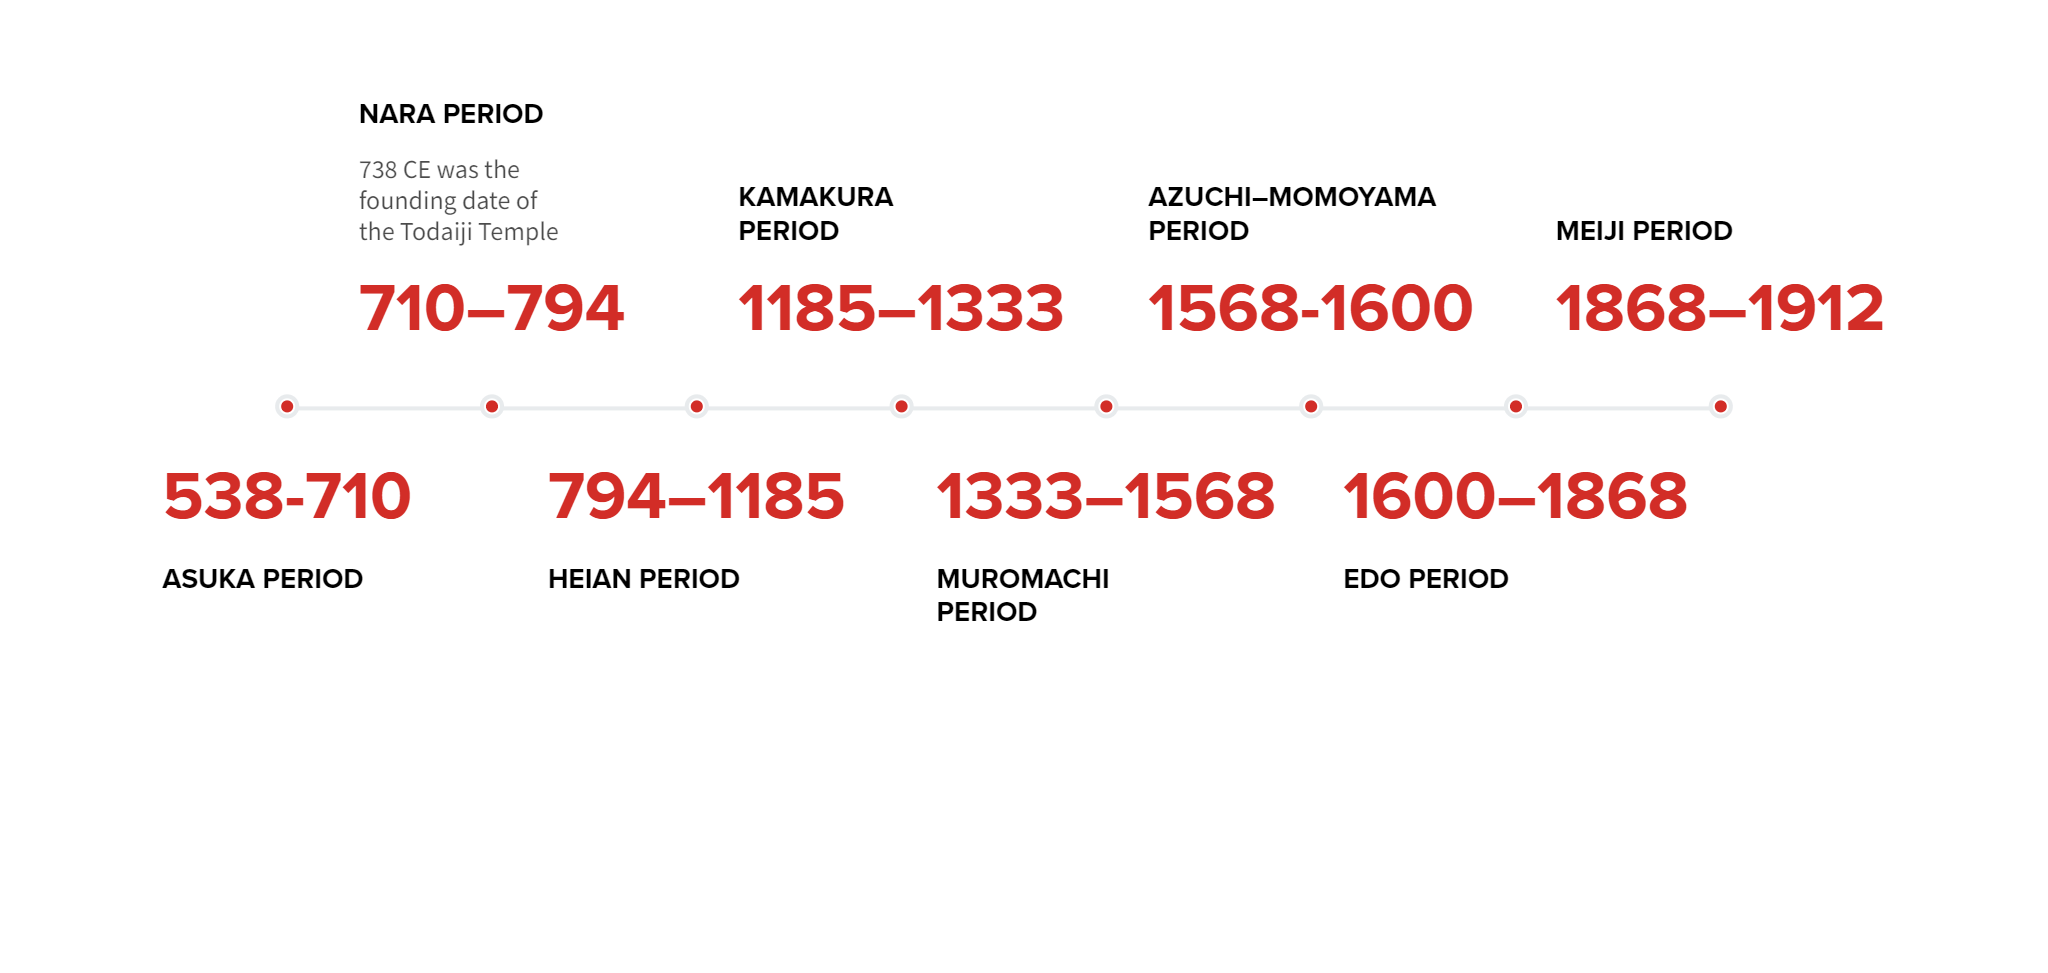 NARA PERIOD
738 CE was the
founding date of
the Todaiji Temple
710–794
KAMAKURA
PERIOD
1185–1333
AZUCHI–MOMOYAMA
PERIOD
1568-1600
MEIJI PERIOD
1868–1912
538-710
ASUKA PERIOD
794–1185
HEIAN PERIOD
1333–1568
MUROMACHI
PERIOD
1600–1868
EDO PERIOD